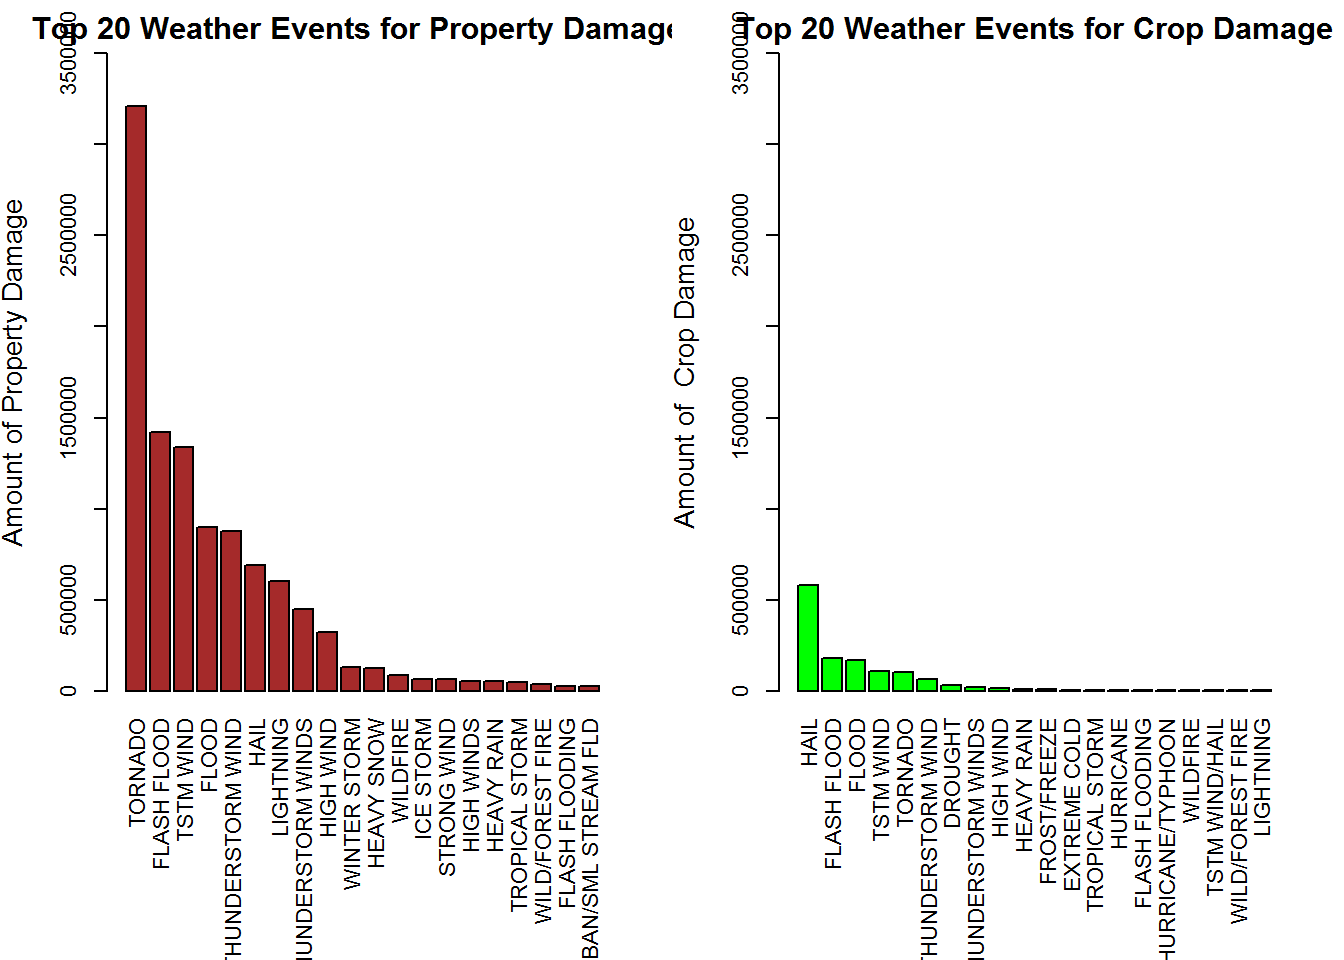 Top 20 Weather Events for Property Damage
Amount of Property Damage
3500000
2500000
1500000
500000
0
TORNADO
FLASH FLOOD
TSTM WIND
FLOOD
THUNDERSTORM WIND
HAIL
LIGHTNING
HUNDERSTORM WINDS
HIGH WIND
WINTER STORM
HEAVY SNOW
WILDFIRE
ICE STORM
STRONG WIND
HIGH WINDS
HEAVY RAIN
TROPICAL STORM
WILD/FOREST FIRE
FLASH FLOODING
BAN/SML STREAM FLD
Top 20 Weather Events for Crop Damage
Amount of  Crop Damage
3500000
2500000
1500000
500000
0
HAIL
FLASH FLOOD
FLOOD
TSTM WIND
TORNADO
THUNDERSTORM WIND
DROUGHT
HUNDERSTORM WINDS
HIGH WIND
HEAVY RAIN
FROST/FREEZE
EXTREME COLD
TROPICAL STORM
HURRICANE
FLASH FLOODING
HURRICANE/TYPHOON
WILDFIRE
TSTM WIND/HAIL
WILD/FOREST FIRE
LIGHTNING